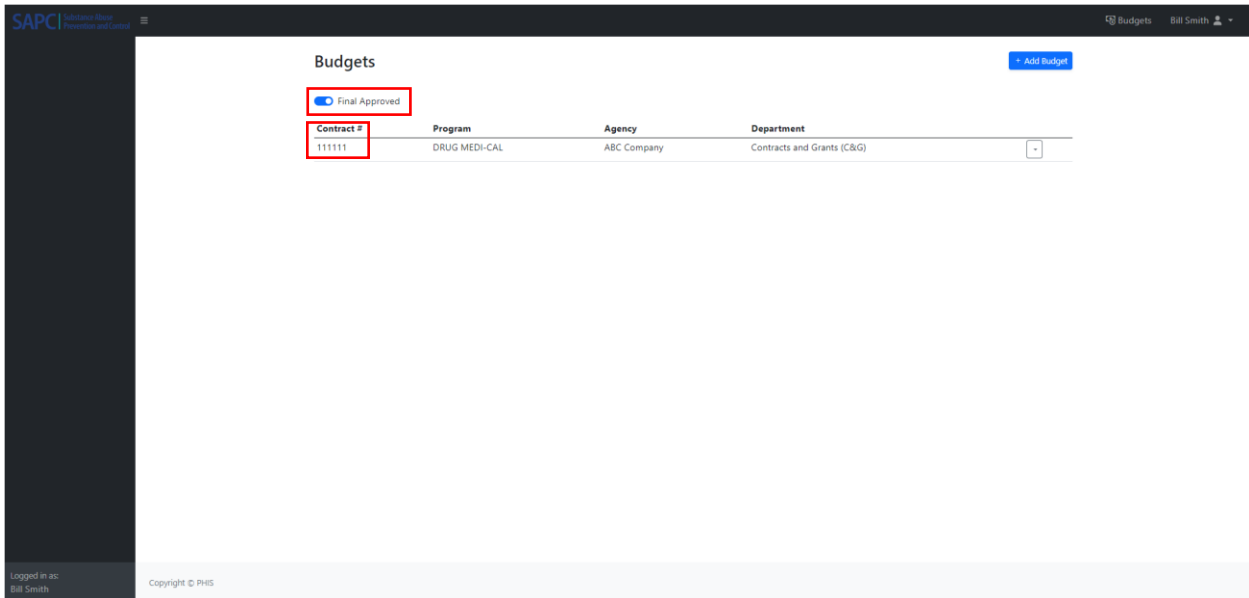 SAPC Substance Abuse
Prevention and Control
Budgets Bill Smith
Budgets
+ Add Budget
Final Approved
Contract # Program Agency Department
111111 DRUG MEDI-CAL ABC Company Contracts and Grants (C&G)
Logged in as:
Bill Smith
Copyright © PHIS